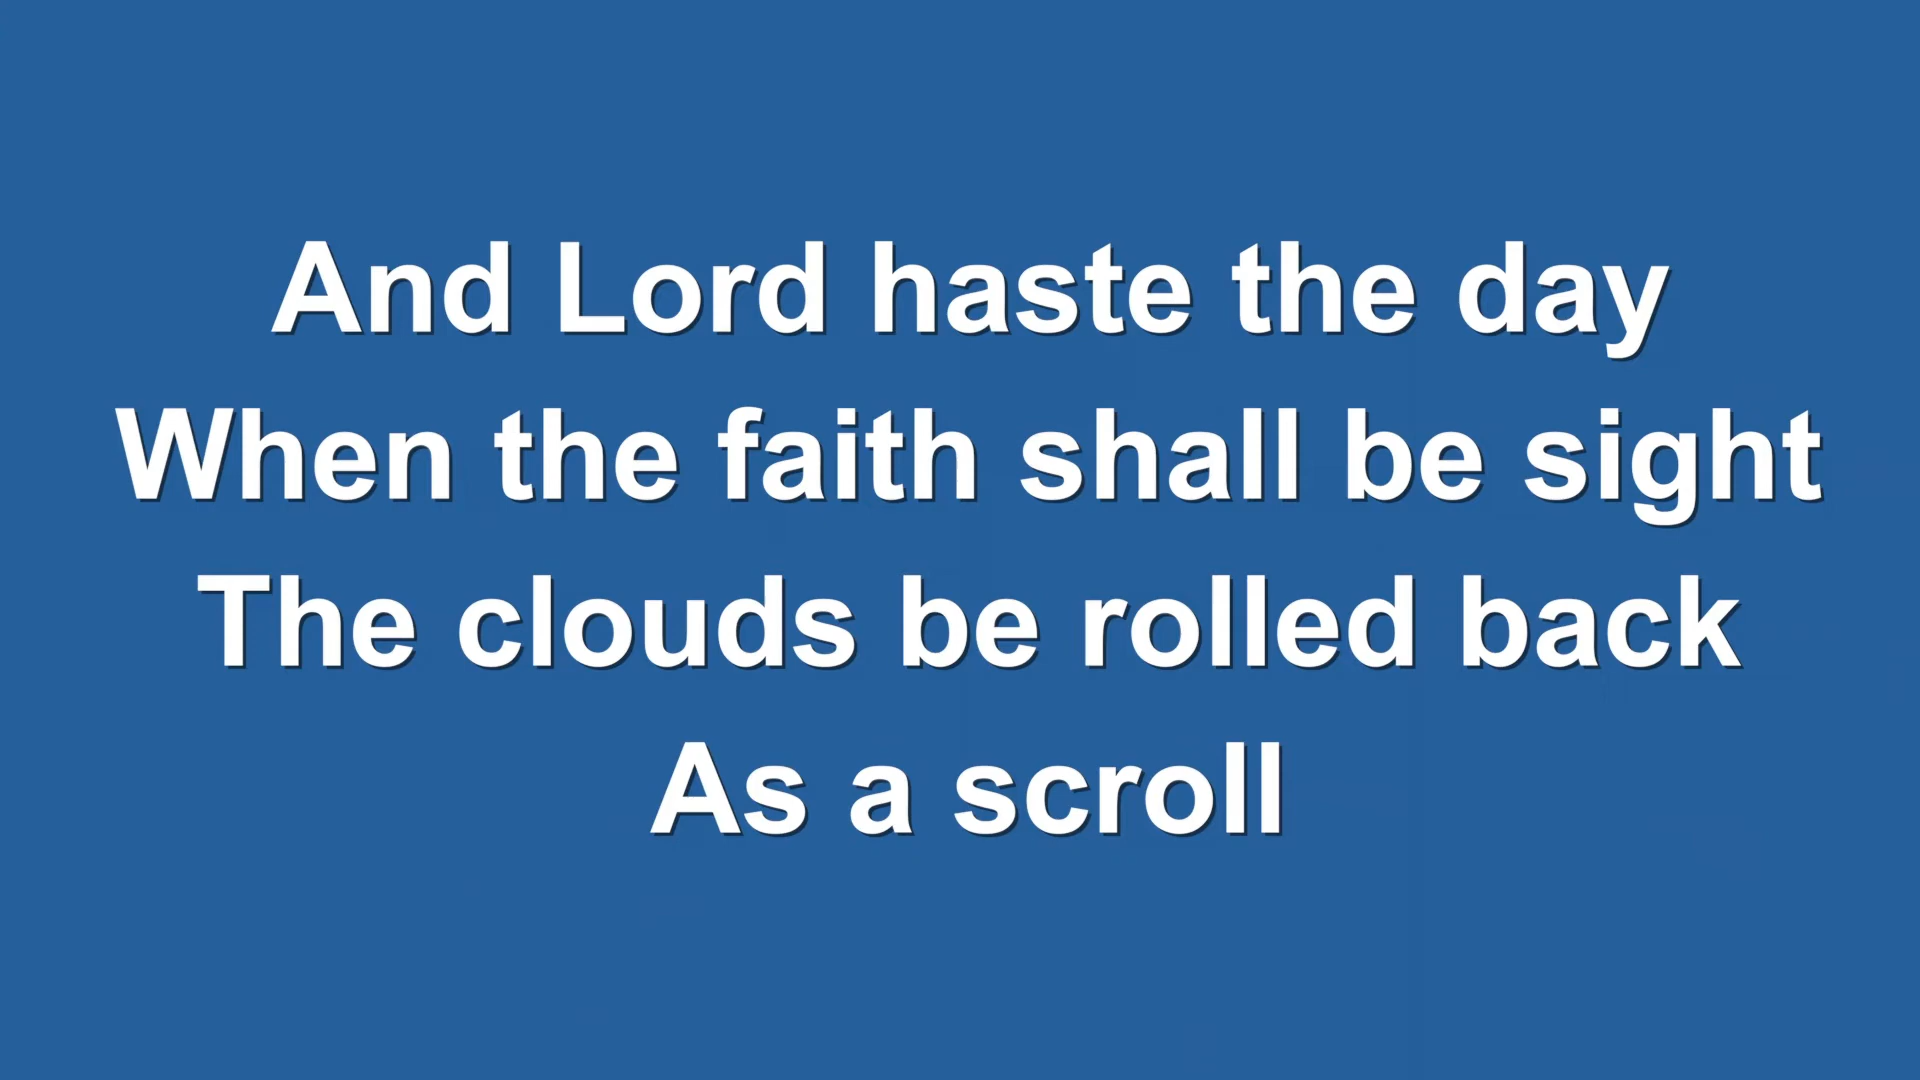 And Lord haste the day
When the faith shall be sight
The clouds be rolled back
As a scroll